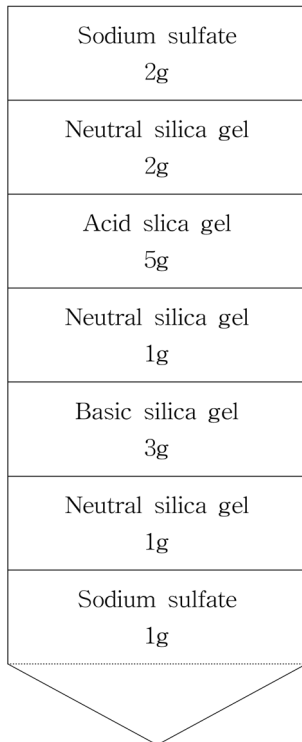 Sodium sulfate
2g
Neutral silica gel
2g
Acid slica gel
5g
Neutral silica gel
1g
Basic silica gel
3g
Neutral silica gel
1g
Sodium sulfate
1g